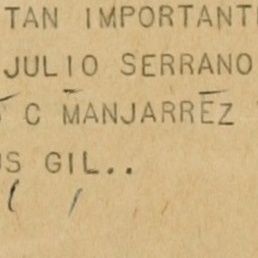 TAN IMPORTANT
JULIO SERRANO
C MANJARREZ
GIL..